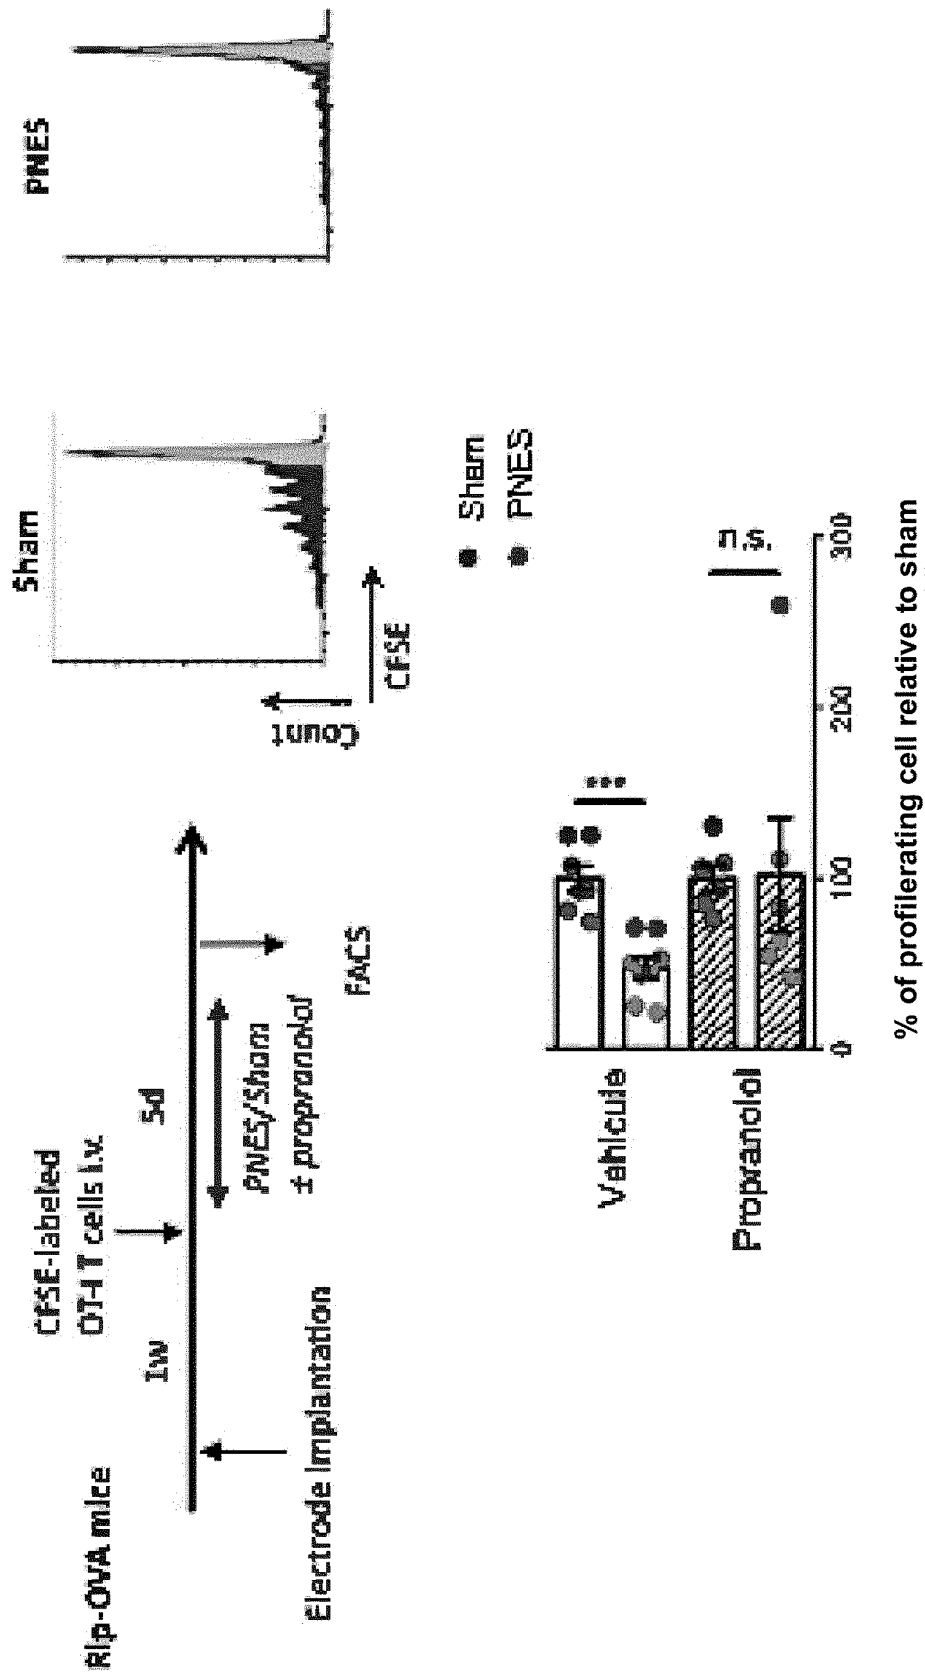 RIp-OVA mIce
CFSE-labeled
OT-I T cells I.v.
1w
5d
Electrode Implantation
PNES/Sham
± propranolol
FACS
Sham
PNES
Count
CFSE
Sham
PNES
Vehlcule
Propranolol
***
n.s.
0
100
200
300
% of profilerating cell relative to sham